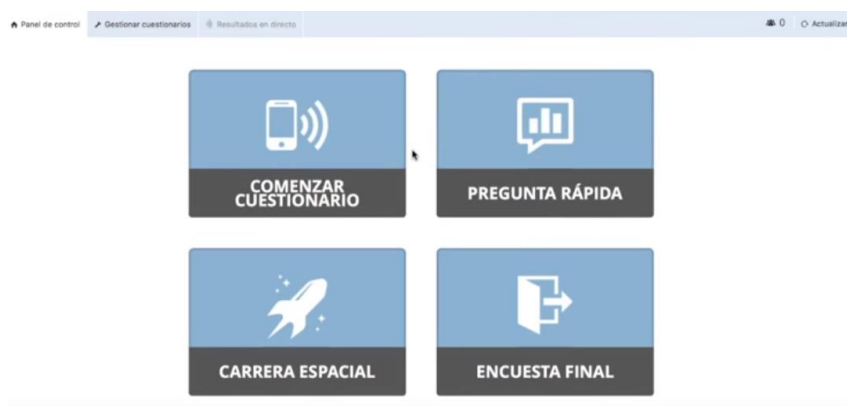 Panel de control
Gestionar cuestionarios
Resultados en directo
0
Actualizar
COMENZAR
CUESTIONARIO
PREGUNTA RÁPIDA
CARRERA ESPACIAL
ENCUESTA FINAL